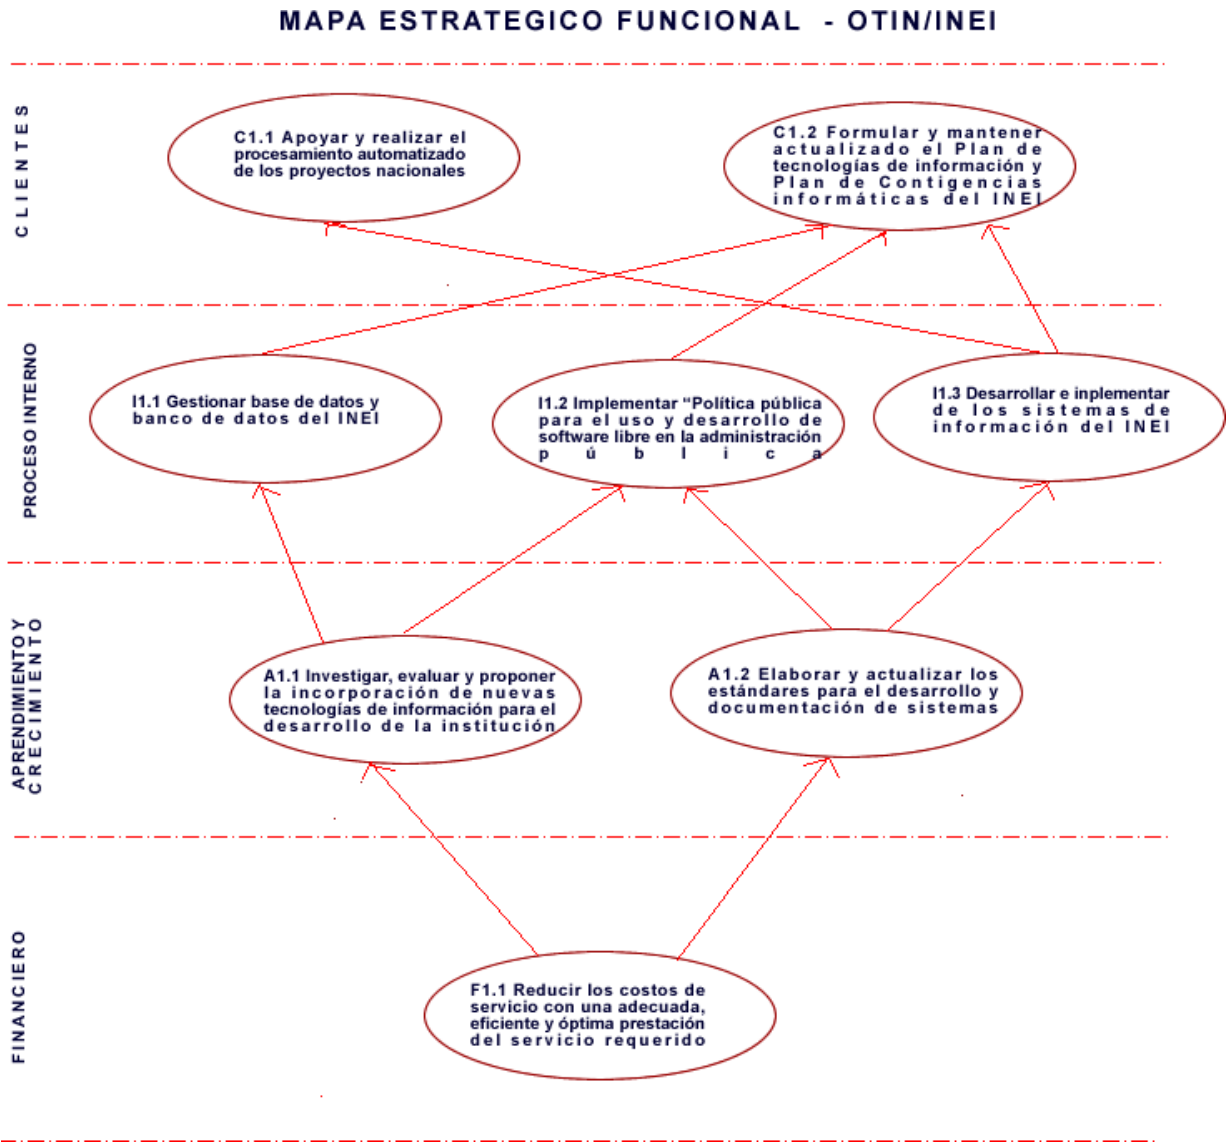 MAPA ESTRATEGICO FUNCIONAL - OTIN/INEI
CLIENTES
C1.1 Apoyar y realizar el
procesamiento automatizado
de los proyectos nacionales
C1.2 Formular y mantener
actualizado el Plan de
tecnologías de información y
Plan de Contigencias
informáticas del INEI
PROCESO INTERNO
I1.1 Gestionar base de datos y
banco de datos del INEI
I1.2 Implementar “Política pública
para el uso y desarrollo de
software libre en la administración
pública
I1.3 Desarrollar e inplementar
de los sistemas de
información del INEI
APRENDIMIENTO Y
CRECIMIENTO
A1.1 Investigar, evaluar y proponer
la incorporación de nuevas
tecnologías de información para el
desarrollo de la institución
A1.2 Elaborar y actualizar los
estándares para el desarrollo y
documentación de sistemas
FINANCIERO
F1.1 Reducir los costos de
servicio con una adecuada,
eficiente y óptima prestación
del servicio requerido